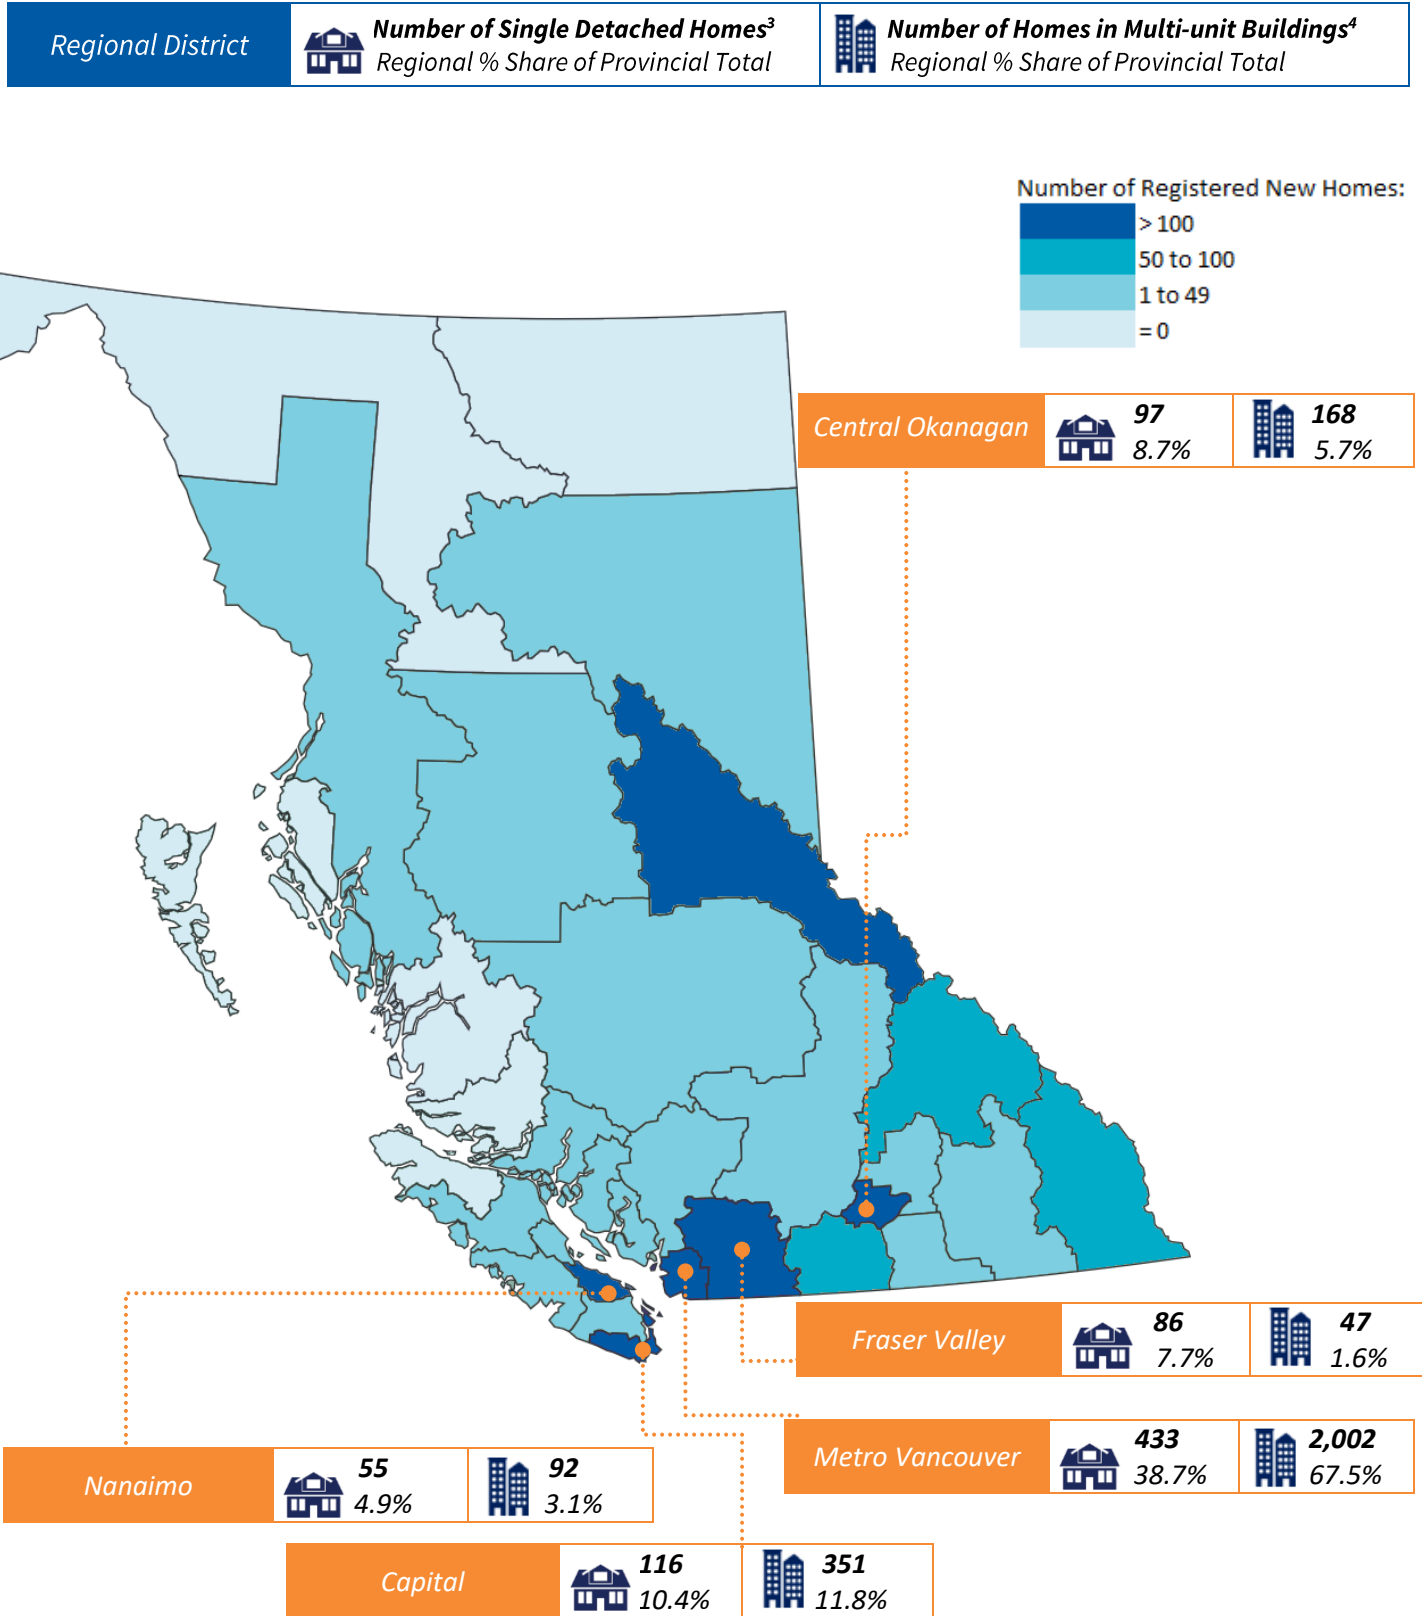 Regional District
Number of Single Detached Homes³
Regional % Share of Provincial Total
Number of Homes in Multi-unit Buildings⁴
Regional % Share of Provincial Total
Number of Registered New Homes:
> 100
50 to 100
1 to 49
= 0
Central Okanagan
97
8.7%
168
5.7%
Fraser Valley
86
7.7%
47
1.6%
Metro Vancouver
433
38.7%
2,002
67.5%
Nanaimo
55
4.9%
92
3.1%
Capital
116
10.4%
351
11.8%